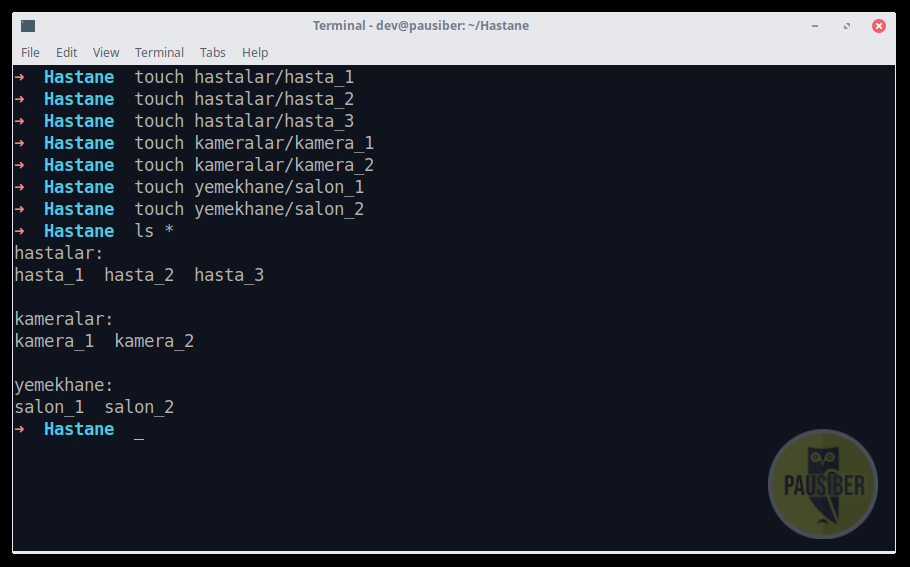 Terminal - dev@pausiber: ~/Hastane
File Edit View Terminal Tabs Help
➜ Hastane touch hastalar/hasta_1
➜ Hastane touch hastalar/hasta_2
➜ Hastane touch hastalar/hasta_3
➜ Hastane touch kameralar/kamera_1
➜ Hastane touch kameralar/kamera_2
➜ Hastane touch yemekhane/salon_1
➜ Hastane touch yemekhane/salon_2
➜ Hastane ls *
hastalar:
hasta_1 hasta_2 hasta_3
kameralar:
kamera_1 kamera_2
yemekhane:
salon_1 salon_2
➜ Hastane _
PAUSIBER